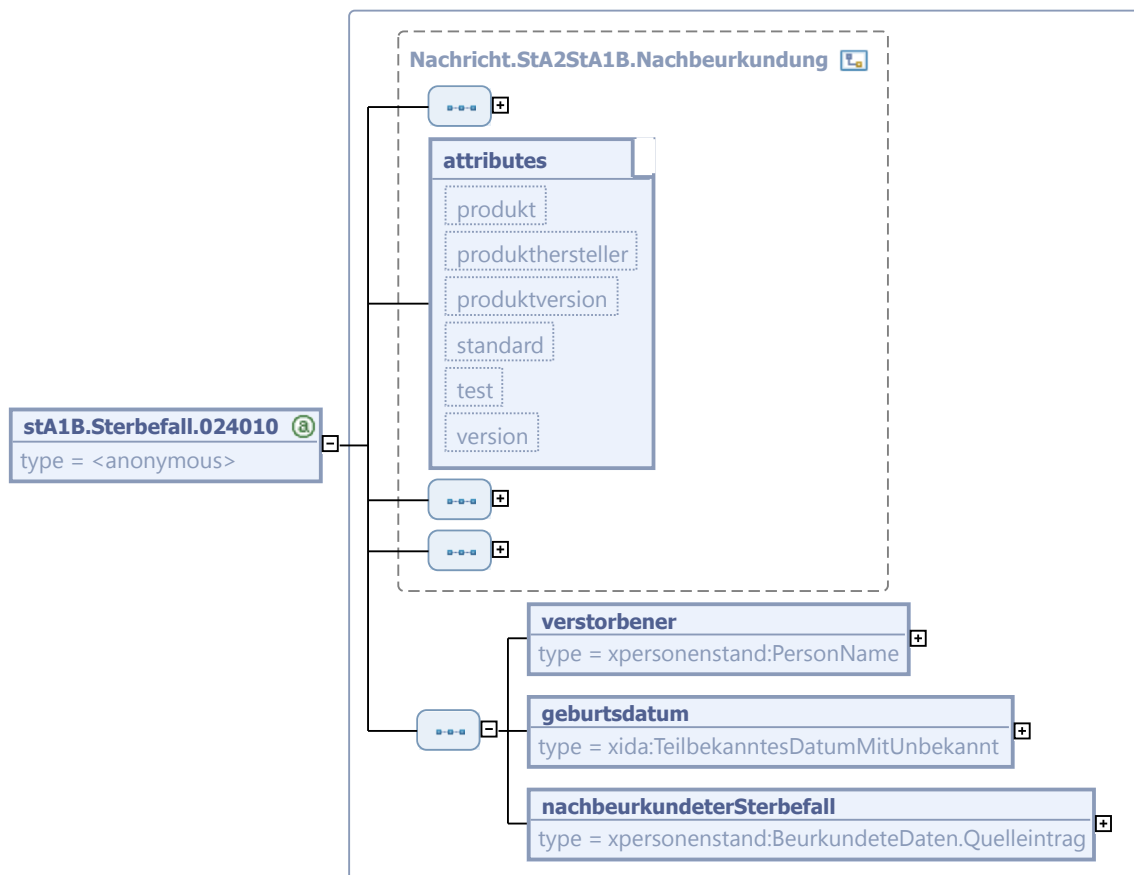 Nachricht.StA2StA1B.Nachbeurkundung
attributes
produkt
produkthersteller
produktversion
standard
test
version
stA1B.Sterbefall.024010 a
type = <anonymous>
verstorbener
type = xpersonenstand:PersonName
geburtsdatum
type = xida:TeilbekanntesDatumMitUnbekannt
nachbeurkundeterSterbefall
type = xpersonenstand:BeurkundeteDaten.Quelleintrag